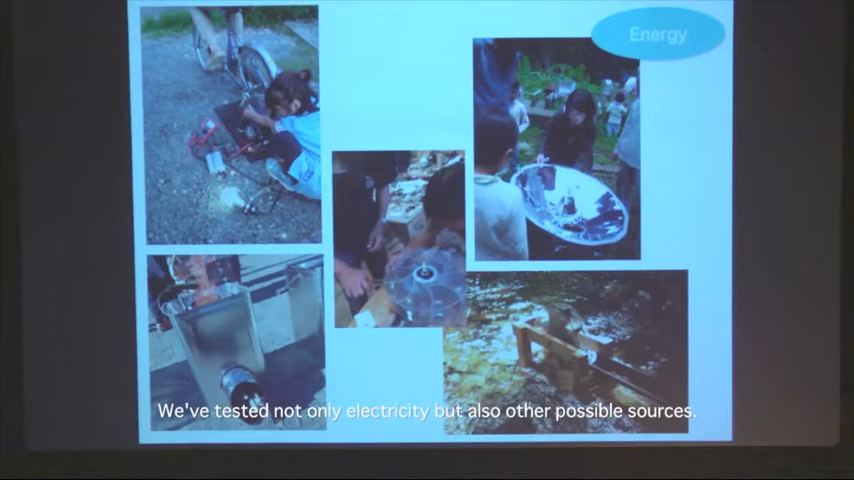 Energy
We've tested not only electricity but also other possible sources.